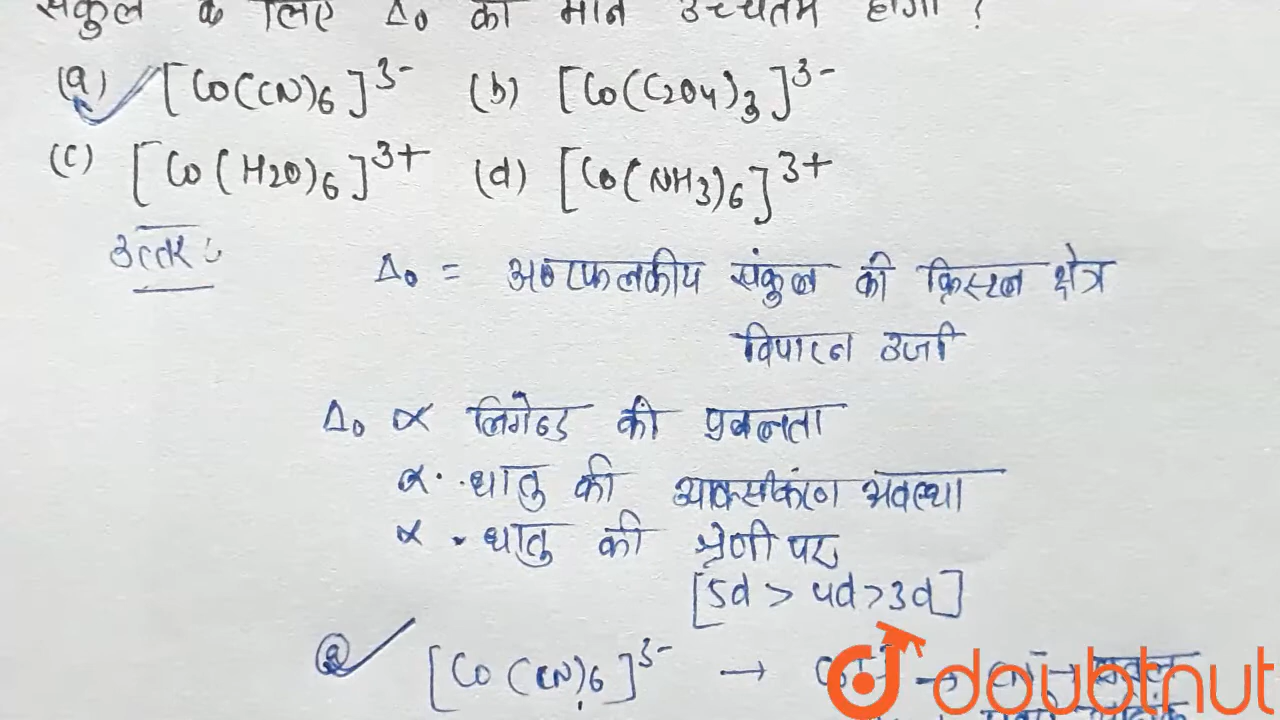 संकुल के लिए Δ₀ का मान उच्चतम होगा ?
(a) [Co(CN)6]³⁻ (b) [Co(C2O4)3]³⁻
(c) [Co(H2O)6]³⁺ (d) [Co(NH3)6]³⁺
उत्तर :
Δ₀ = अष्टफलकीय संकुल की क्रिस्टल क्षेत्र
विपाटन उर्जा
Δ₀ ∝ लिगेण्ड की प्रबलता
∝ धातु की आक्सीकरण अवस्था
∝ धातु की श्रेणी पर
[5d > 4d > 3d]
(a) [Co(CN)6]³⁻ →
doubtnut